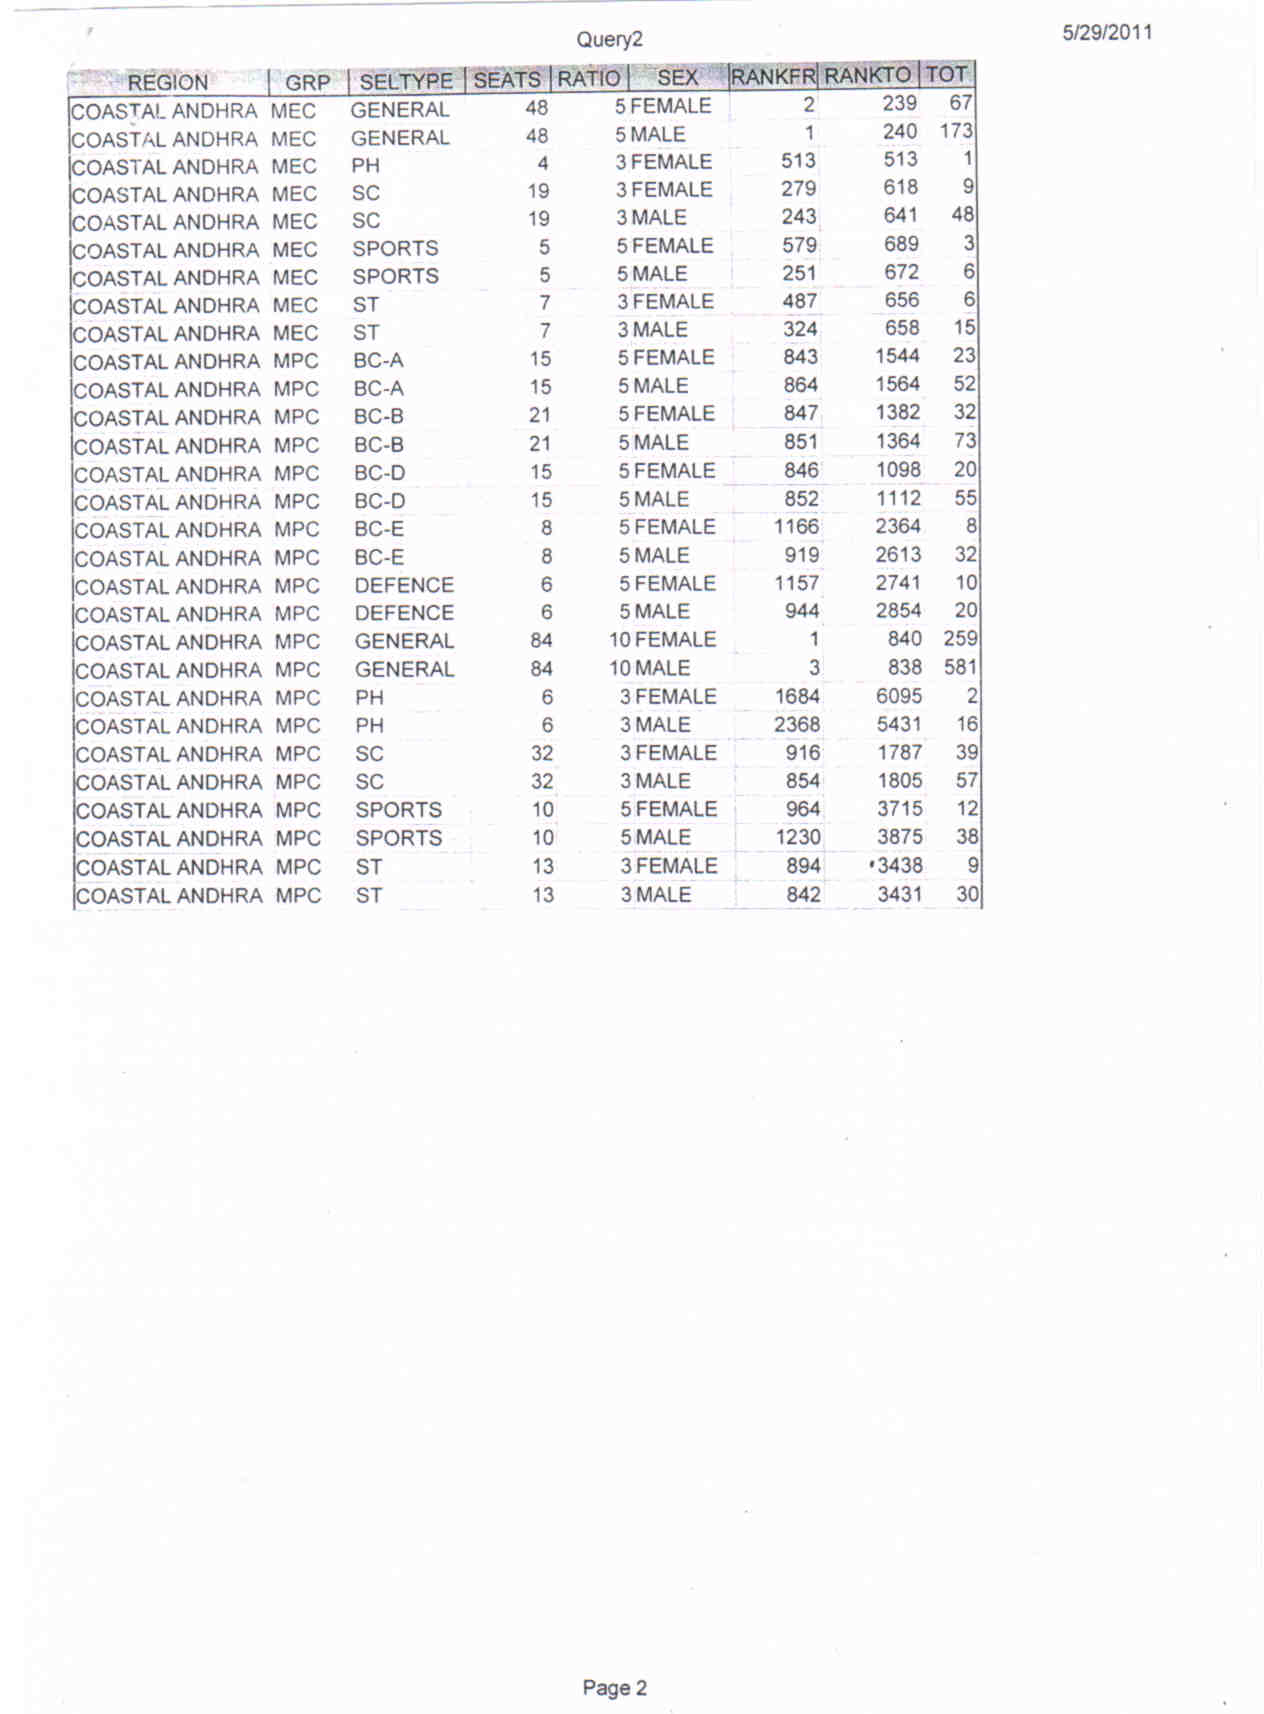 Query2
5/29/2011
REGION GRP SELTYPE SEATS RATIO SEX RANKFR RANKTO TOT
COASTAL ANDHRA MEC GENERAL 48 5 FEMALE 2 239 67
COASTAL ANDHRA MEC GENERAL 48 5 MALE 1 240 173
COASTAL ANDHRA MEC PH 4 3 FEMALE 513 513 1
COASTAL ANDHRA MEC SC 19 3 FEMALE 279 618 9
COASTAL ANDHRA MEC SC 19 3 MALE 243 641 48
COASTAL ANDHRA MEC SPORTS 5 5 FEMALE 579 689 3
COASTAL ANDHRA MEC SPORTS 5 5 MALE 251 672 6
COASTAL ANDHRA MEC ST 7 3 FEMALE 487 656 6
COASTAL ANDHRA MEC ST 7 3 MALE 324 658 15
COASTAL ANDHRA MPC BC-A 15 5 FEMALE 843 1544 23
COASTAL ANDHRA MPC BC-A 15 5 MALE 864 1564 52
COASTAL ANDHRA MPC BC-B 21 5 FEMALE 847 1382 32
COASTAL ANDHRA MPC BC-B 21 5 MALE 851 1364 73
COASTAL ANDHRA MPC BC-D 15 5 FEMALE 846 1098 20
COASTAL ANDHRA MPC BC-D 15 5 MALE 852 1112 55
COASTAL ANDHRA MPC BC-E 8 5 FEMALE 1166 2364 8
COASTAL ANDHRA MPC BC-E 8 5 MALE 919 2613 32
COASTAL ANDHRA MPC DEFENCE 6 5 FEMALE 1157 2741 10
COASTAL ANDHRA MPC DEFENCE 6 5 MALE 944 2854 20
COASTAL ANDHRA MPC GENERAL 84 10 FEMALE 1 840 259
COASTAL ANDHRA MPC GENERAL 84 10 MALE 3 838 581
COASTAL ANDHRA MPC PH 6 3 FEMALE 1684 6095 2
COASTAL ANDHRA MPC PH 6 3 MALE 2368 5431 16
COASTAL ANDHRA MPC SC 32 3 FEMALE 916 1787 39
COASTAL ANDHRA MPC SC 32 3 MALE 854 1805 57
COASTAL ANDHRA MPC SPORTS 10 5 FEMALE 964 3715 12
COASTAL ANDHRA MPC SPORTS 10 5 MALE 1230 3875 38
COASTAL ANDHRA MPC ST 13 3 FEMALE 894 3438 9
COASTAL ANDHRA MPC ST 13 3 MALE 842 3431 30
Page 2